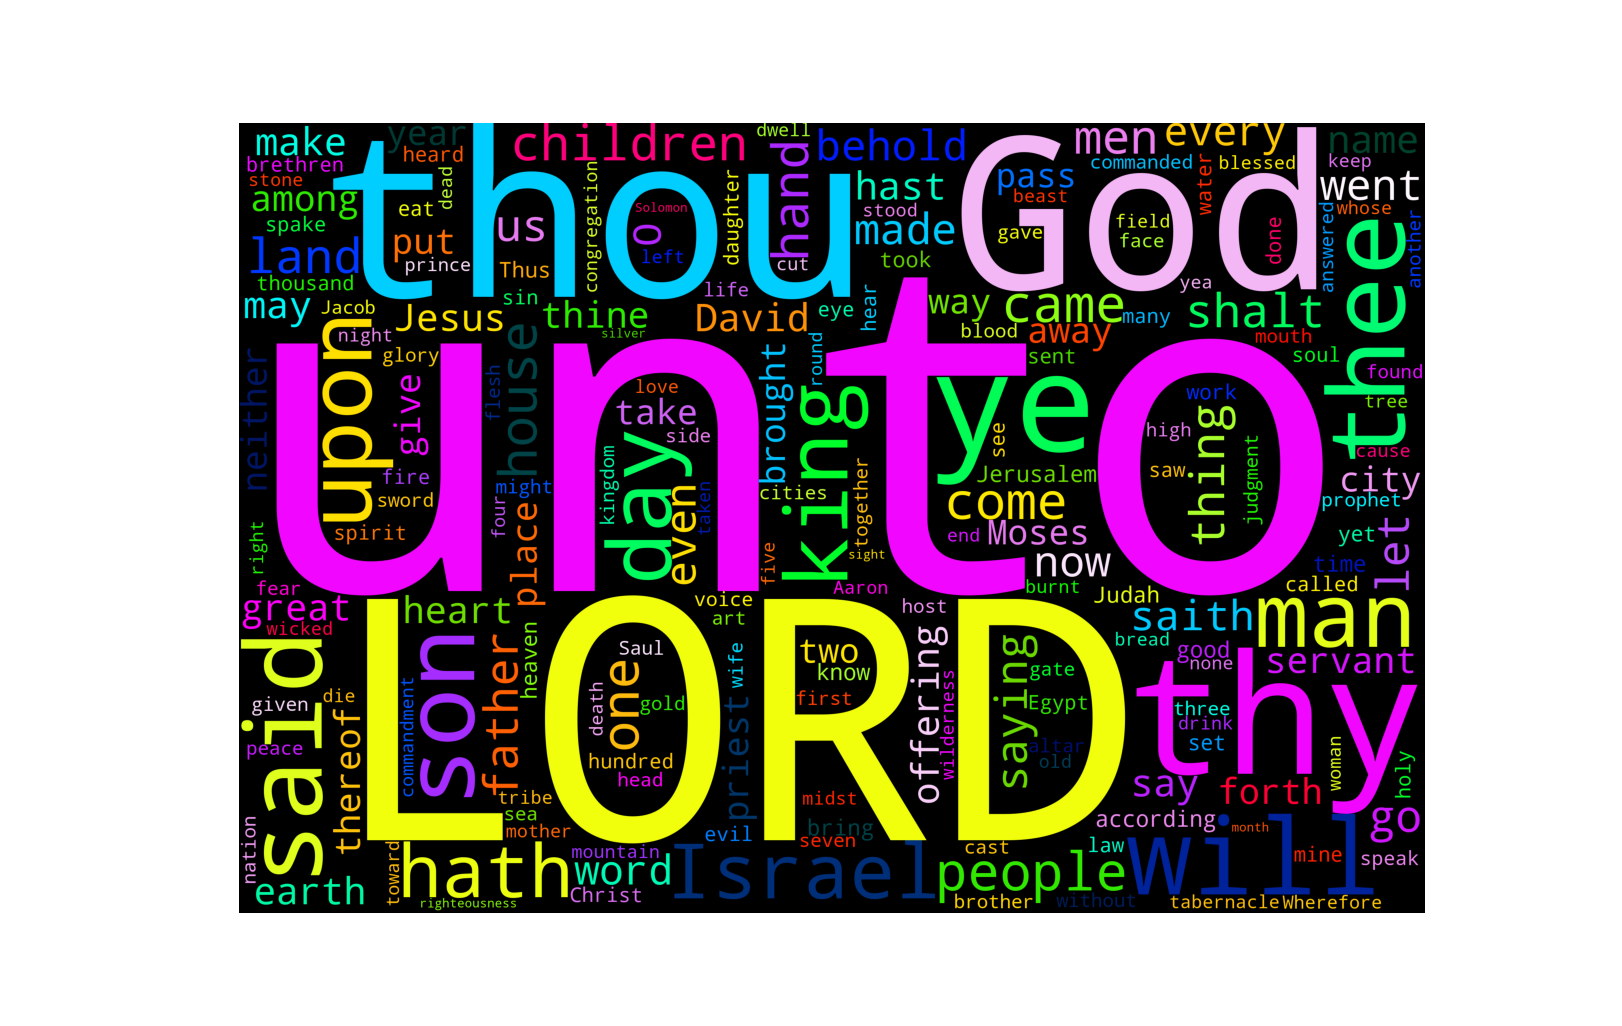 thou
God
unto
LORD
thy
thee
ye
king
upon
day
said
son
man
will
hath
Israel
people
children
behold
hand
men
every
name
make
year
dwell
brethren
heard
stone
dead
commanded
water
blessed
keep
among
eat
congregation
daughter
hast
pass
beast
went
whose
spake
us
Solomon
O
stood
made
gave
field
face
done
answered
another
land
put
prince
Thus
left
cut
took
yea
thousand
may
Jacob
sin
life
eye
hear
way
came
many
shalt
Jesus
thine
silver
David
blood
away
mouth
night
glory
house
round
sent
soul
found
neither
give
flesh
love
take
brought
work
tree
side
see
high
thing
judgment
cause
fire
might
kingdom
Jerusalem
saw
city
sword
four
even
taken
cities
together
come
prophet
right
spirit
place
five
sight
end
Moses
yet
let
fear
now
time
great
heart
voice
Aaron
burnt
called
wicked
art
host
Judah
saith
bread
heaven
Saul
wife
two
know
offering
saying
good
none
servant
given
die
father
one
death
gold
first
wilderness
gate
Egypt
three
drink
peace
thereof
commandment
hundred
head
priest
altar
old
set
woman
holy
tribe
midst
say
forth
sea
mother
evil
bring
seven
according
month
go
nation
toward
mountain
word
cast
law
mine
speak
earth
righteousness
Christ
brother
without
tabernacle
Wherefore